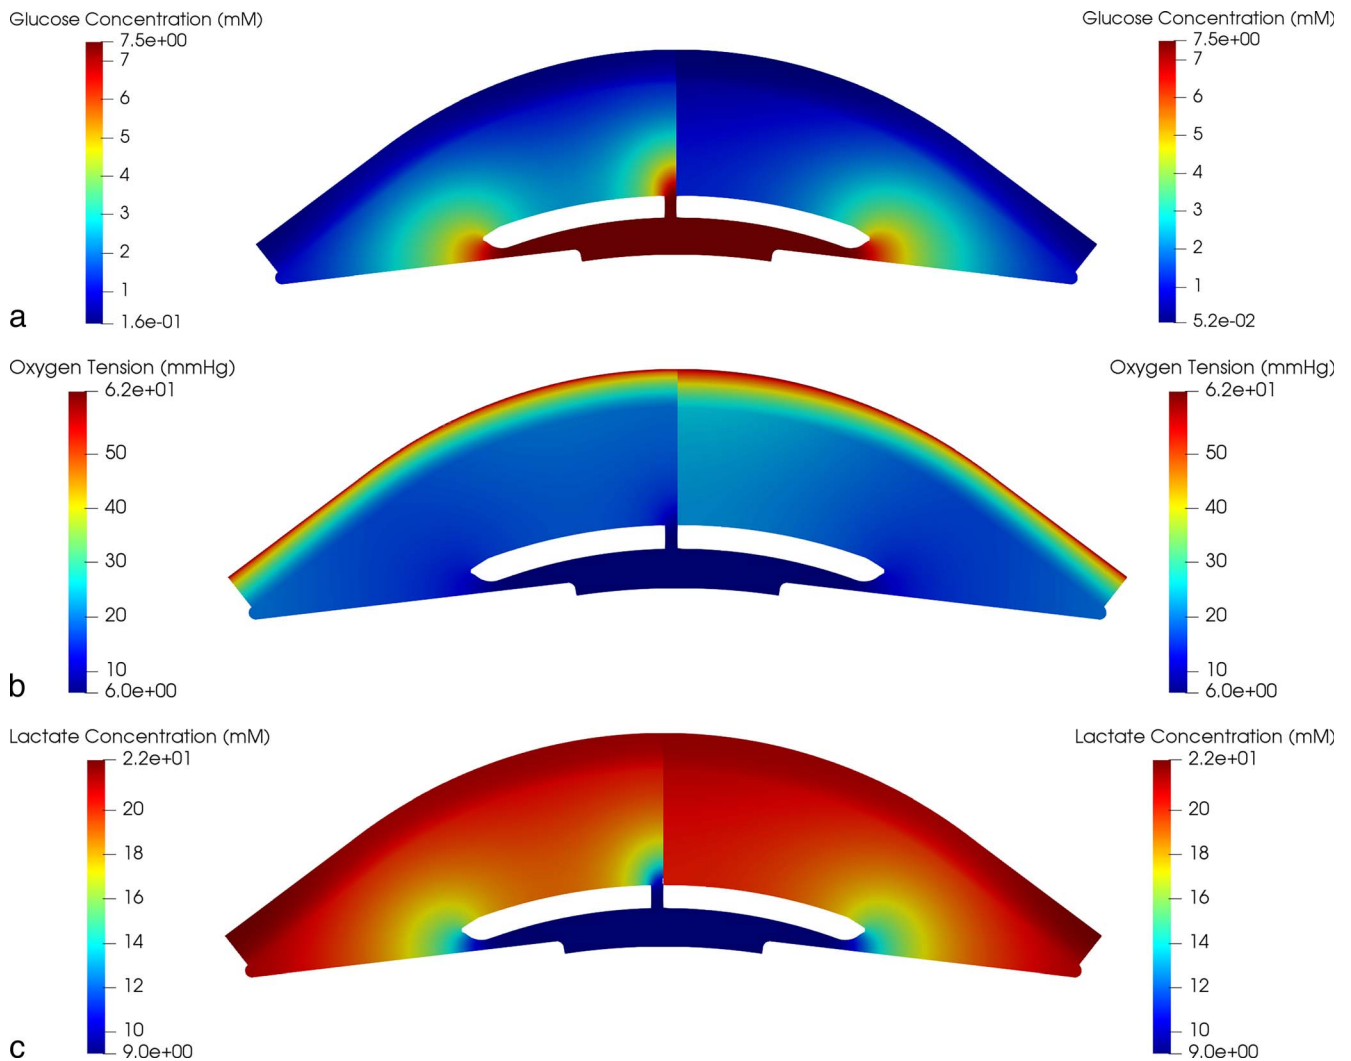 Glucose Concentration (mM)
7.5e+00
7
6
5
4
3
2
1
1.6e-01
Glucose Concentration (mM)
7.5e+00
7
6
5
4
3
2
1
5.2e-02
a
Oxygen Tension (mmHg)
6.2e+01
50
40
30
20
10
6.0e+00
Oxygen Tension (mmHg)
6.2e+01
50
40
30
20
10
6.0e+00
b
Lactate Concentration (mM)
2.2e+01
20
18
16
14
12
10
9.0e+00
Lactate Concentration (mM)
2.2e+01
20
18
16
14
12
10
9.0e+00
c